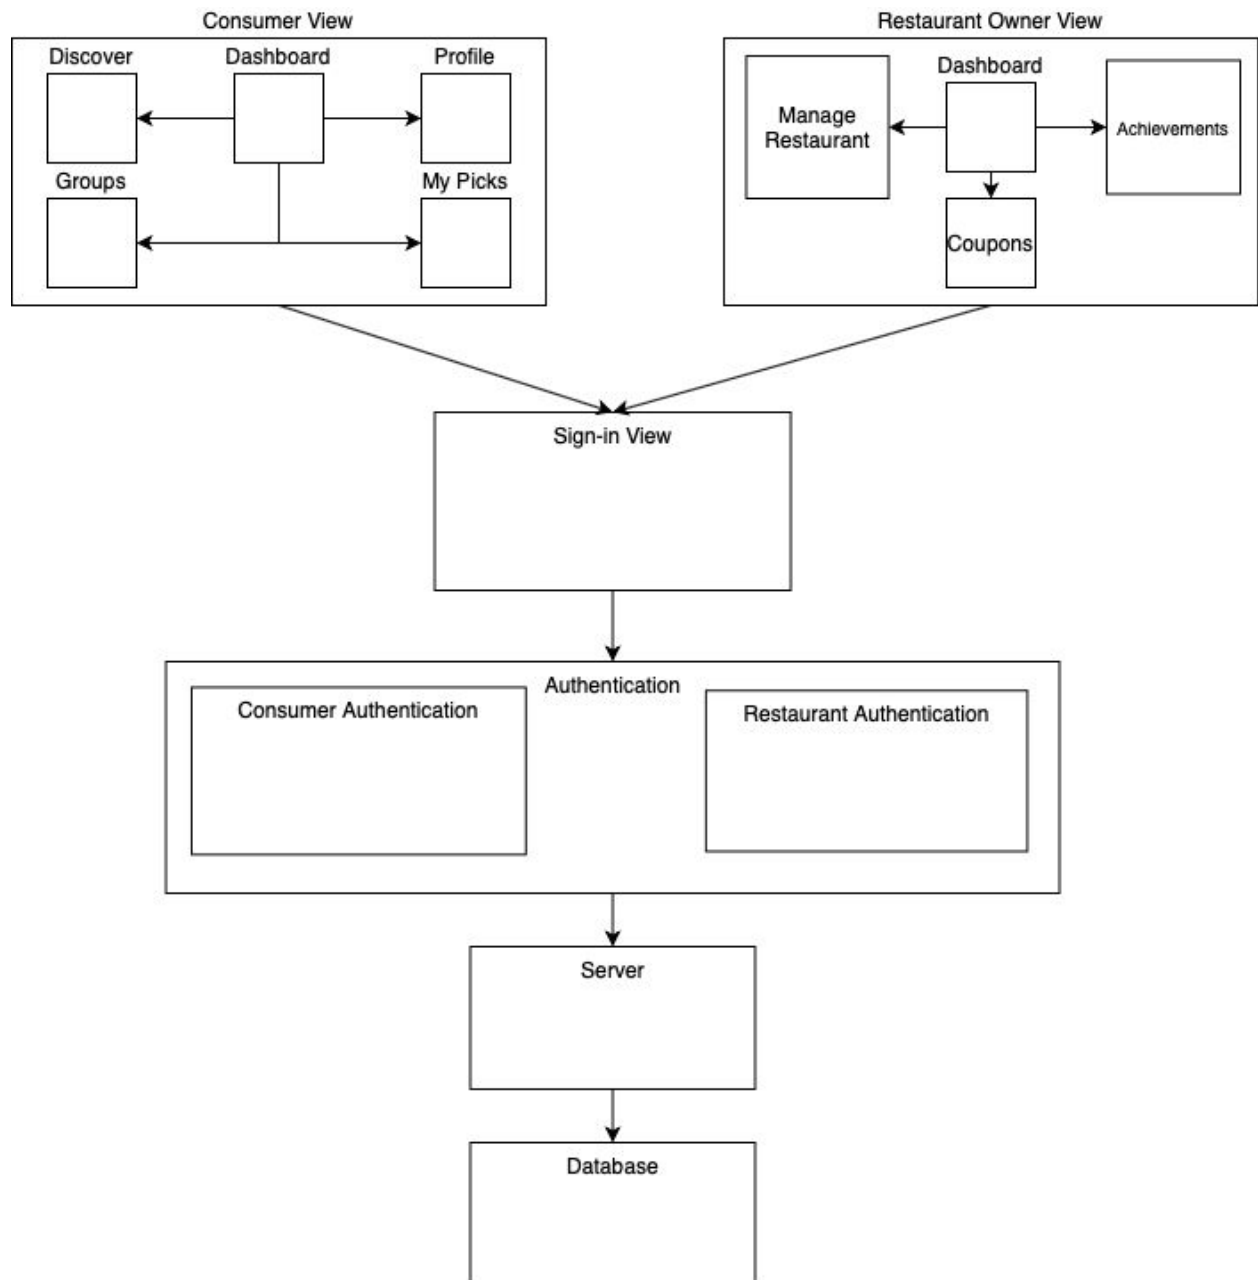 Consumer View
Discover
Dashboard
Profile
Groups
My Picks
Restaurant Owner View
Dashboard
Manage
Restaurant
Achievements
Coupons
Sign-in View
Authentication
Consumer Authentication
Restaurant Authentication
Server
Database